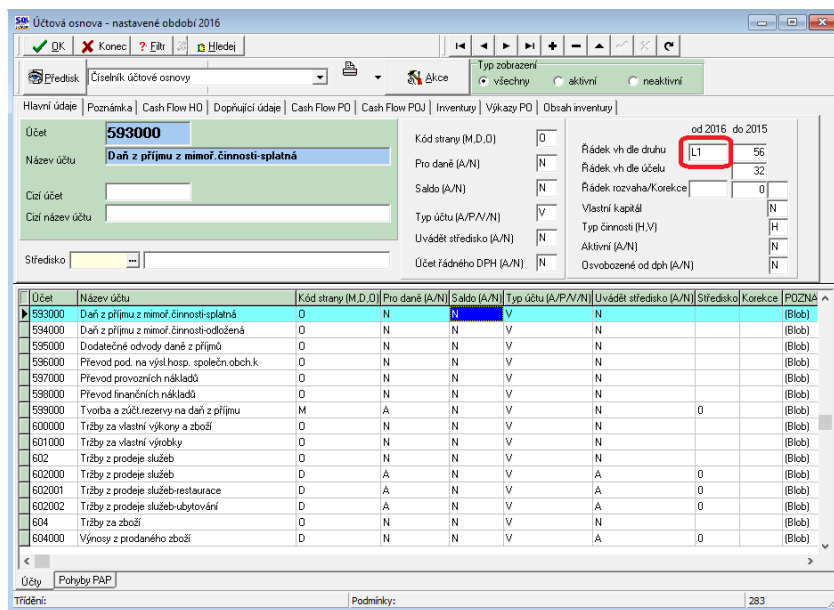 Účtová osnova - nastavené období 2016
OK Konec Filtr Hledej
Předtisk Číselník účtové osnovy Akce
Typ zobrazení
všechny aktivní neaktivní
Hlavní údaje Poznámka Cash Flow HO Dopňující údaje Cash Flow PO Cash Flow POJ Inventury Výkazy PO Obsah inventury
Účet 593000
Název účtu Daň z příjmu z mimoř.činnosti-splatná
Cizí účet
Cizí název účtu
Středisko ...
Kód strany (M,D,O) O
Pro daně (A/N) N
Saldo (A/N) N
Typ účtu (A/P/V/N) V
Uvádět středisko (A/N) N
Účet řádného DPH (A/N) N
od 2016 do 2015
Řádek vh dle druhu L1 56
Řádek vh dle účelu 32
Řádek rozvaha/Korekce 0
Vlastní kapitál N
Typ činnosti (H,V) H
Aktivní (A/N) N
Osvobozené od dph (A/N) N
Účet Název účtu Kód strany (M,D,O) Pro daně (A/N) Saldo (A/N) Typ účtu (A/P/V/N) Uvádět středisko (A/N) Středisko Korekce POZNA
593000 Daň z příjmu z mimoř.činnosti-splatná O N N V N (Blob)
594000 Daň z příjmu z mimoř.činnosti-odložená O N N V N (Blob)
595000 Dodatečné odvody daně z příjmů O N N V N (Blob)
596000 Převod pod. na výsl.hosp. společn.obch.k O N N V N (Blob)
597000 Převod provozních nákladů O N N V N (Blob)
598000 Převod finančních nákladů O N N V N (Blob)
599000 Tvorba a zúčt.rezervy na daň z příjmu M A N V N 0 (Blob)
600000 Tržby za vlastní výkony a zboží O N N V N (Blob)
601000 Tržby za vlastní výrobky O N N V N (Blob)
602 Tržby z prodeje služeb O N N V N (Blob)
602000 Tržby z prodeje služeb D A N V A 0 (Blob)
602001 Tržby z prodeje služeb-restaurace D A N V A 0 (Blob)
602002 Tržby z prodeje služeb-ubytování D A N V A 0 (Blob)
604 Tržby za zboží O N N V N (Blob)
604000 Výnosy z prodaného zboží D A N V A 0 (Blob)
Účty Pohyby PAP
Třídění: Podmínky: 283